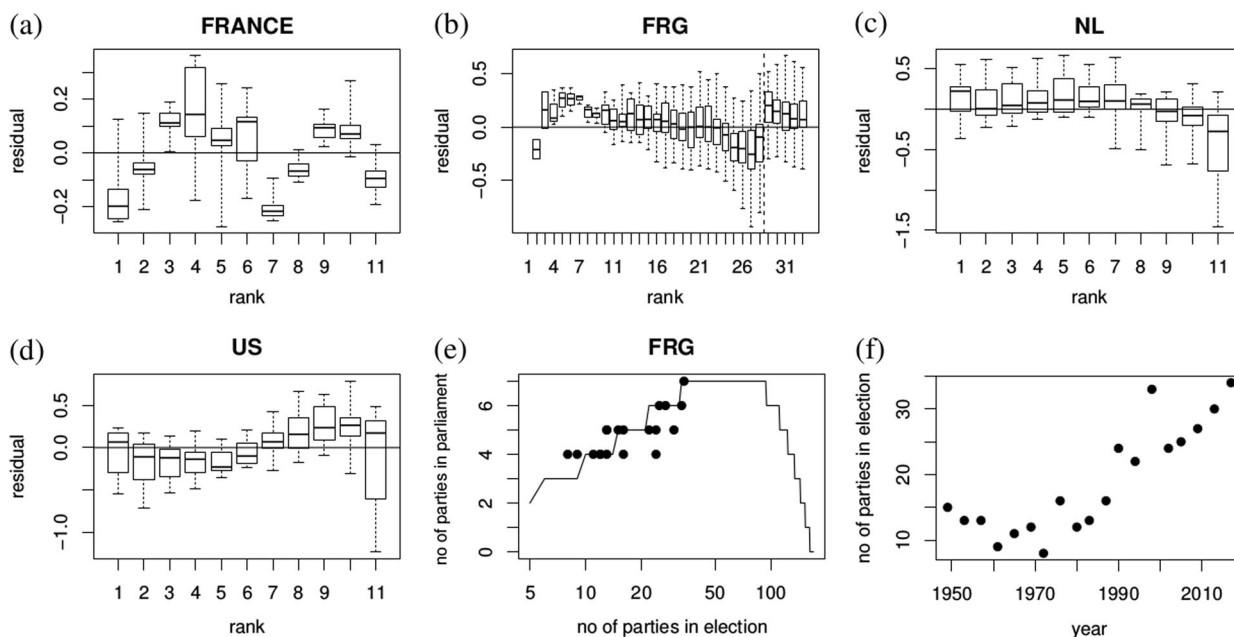 (a)
FRANCE
residual
0.2
0.0
−0.2
1 2 3 4 5 6 7 8 9 11
rank
(b)
FRG
residual
0.5
0.0
−0.5
1 4 7 11 16 21 26 31
rank
(c)
NL
residual
0.5
−0.5
−1.5
1 2 3 4 5 6 7 8 9 11
rank
(d)
US
residual
0.5
0.0
−1.0
1 2 3 4 5 6 7 8 9 11
rank
(e)
FRG
no of parties in parliament
6
4
2
0
5 10 20 50 100
no of parties in election
(f)
no of parties in election
30
20
10
1950 1970 1990 2010
year